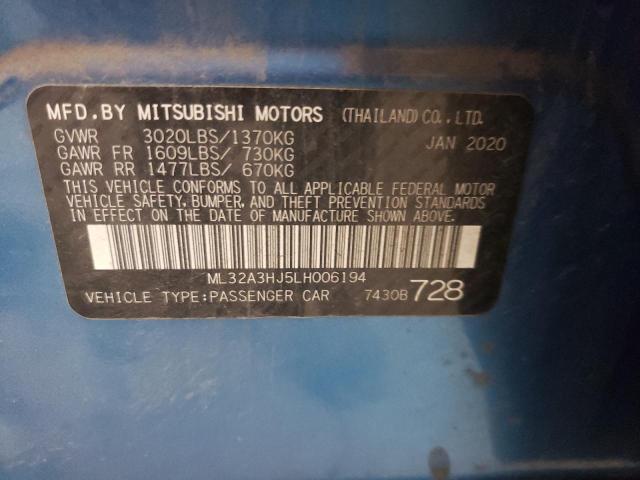 MFD.BY MITSUBISHI MOTORS (THAILAND) CO., LTD.
GVWR 3020LBS/1370KG JAN 2020
GAWR FR 1609LBS/ 730KG
GAWR RR 1477LBS/ 670KG
THIS VEHICLE CONFORMS TO ALL APPLICABLE FEDERAL MOTOR
VEHICLE SAFETY, BUMPER, AND THEFT PREVENTION STANDARDS
IN EFFECT ON THE DATE OF MANUFACTURE SHOWN ABOVE.
ML32A3HJ5LH006194
VEHICLE TYPE:PASSENGER CAR 7430B 728